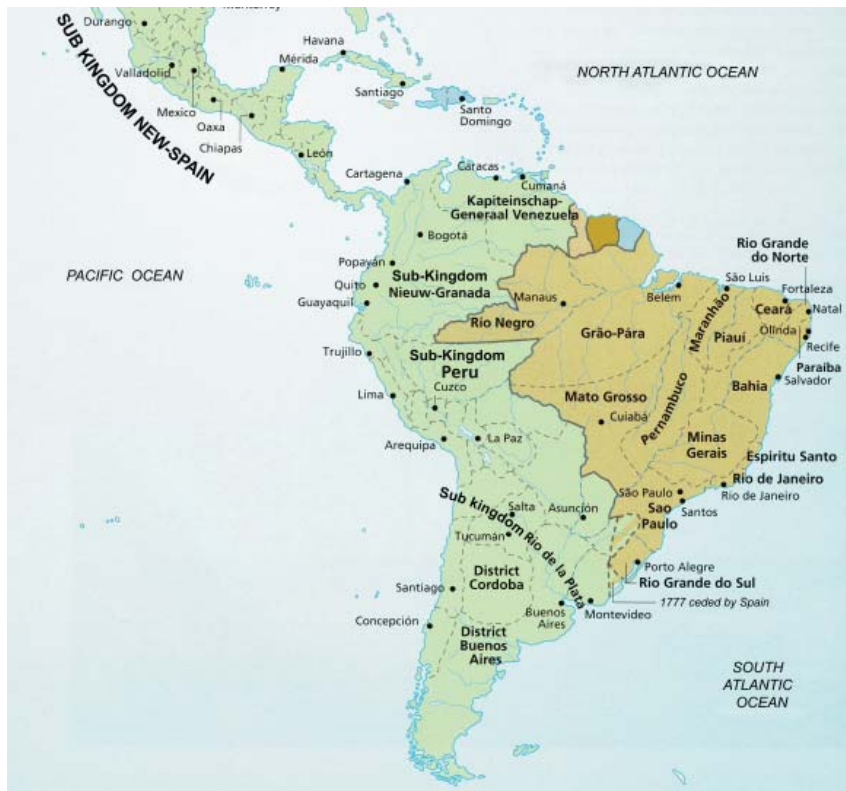 Durango
SUB KINGDOM NEW-SPAIN
Havana
Mérida
Valladolid
NORTH ATLANTIC OCEAN
Santiago
Mexico
Santo
Domingo
Oaxa
Chiapas
León
Caracas
Cartagena
Cumaná
Kapiteinschap-
Generaal Venezuela
Bogotá
Rio Grande
do Norte
Popayán
PACIFIC OCEAN
Sub-Kingdom
Nieuw-Granada
São Luis
Quito
Fortaleza
Guayaquil
Manaus
Belem
Maranhão
Ceará
Natal
Rio Negro
Grão-Pára
Piauí
Olinda
Recife
Trujillo
Sub-Kingdom
Peru
Paraiba
Cuzco
Bahia
Salvador
Lima
Mato Grosso
Pernambuco
Cuiabá
Arequipa
La Paz
Minas
Gerais
Espiritu Santo
Rio de Janeiro
Rio de Janeiro
São Paulo
Sub kingdom Rio de la Plata
Salta
Asunción
Sao
Paulo
Santos
Tucumán
Porto Alegre
District
Cordoba
Rio Grande do Sul
Santiago
1777 ceded by Spain
Buenos
Aires
Montevideo
Concepción
District
Buenos
Aires
SOUTH
ATLANTIC
OCEAN